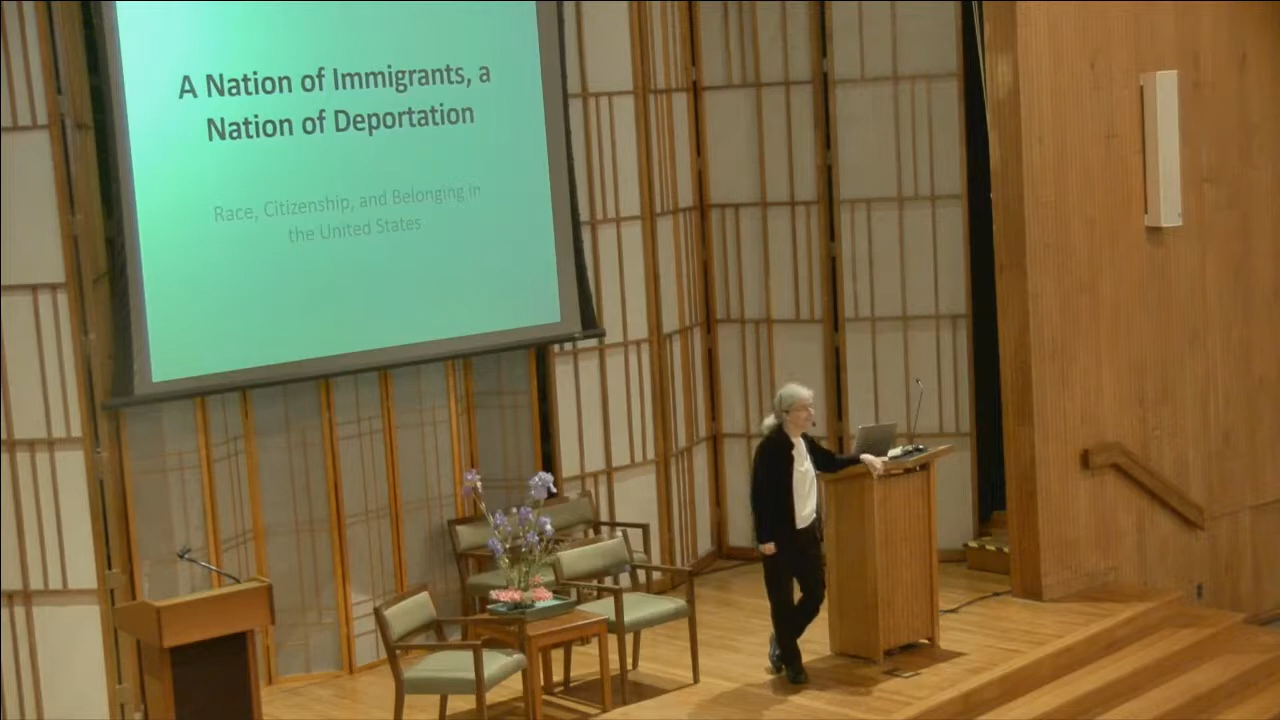 A Nation of Immigrants, a
Nation of Deportation
Race, Citizenship, and Belonging in
the United States